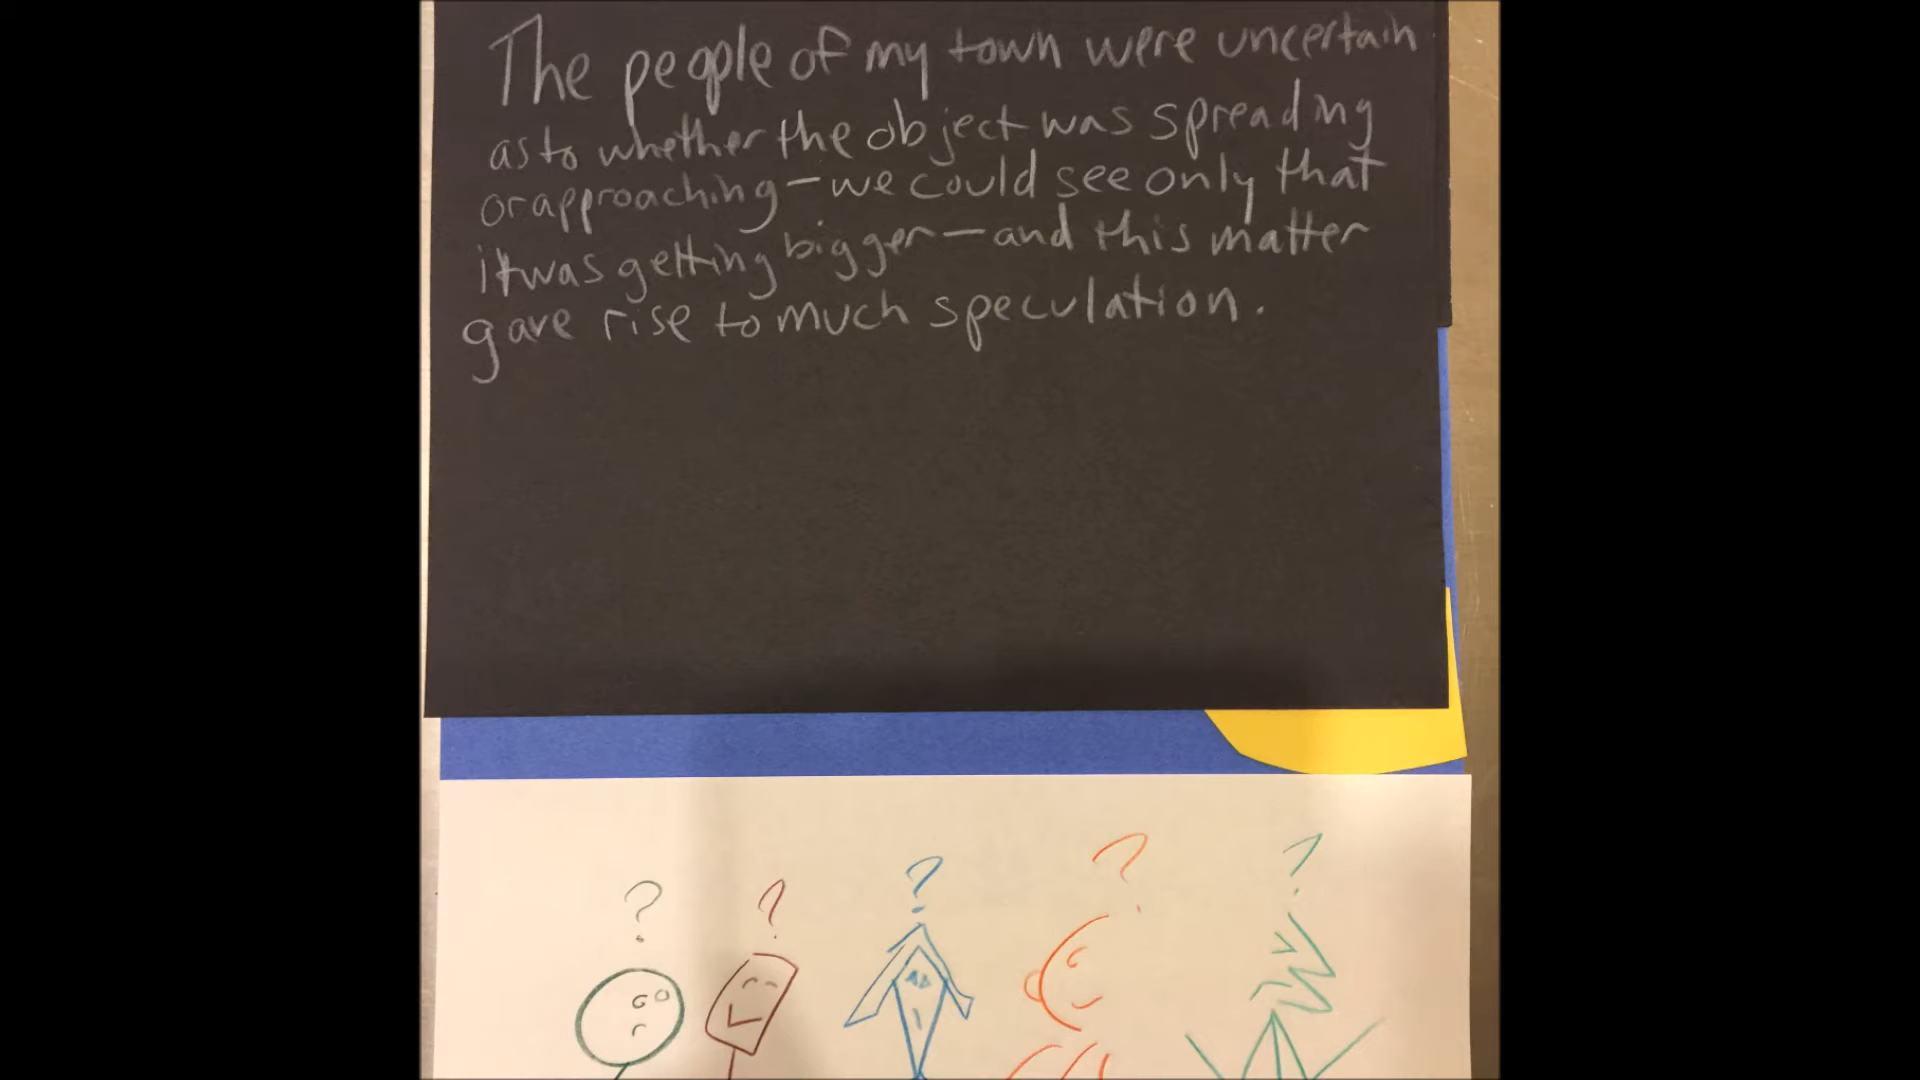 The people of my town were uncertain
as to whether the object was spreading
or approaching – we could see only that
it was getting bigger – and this matter
gave rise to much speculation.
? ? ? ? ?